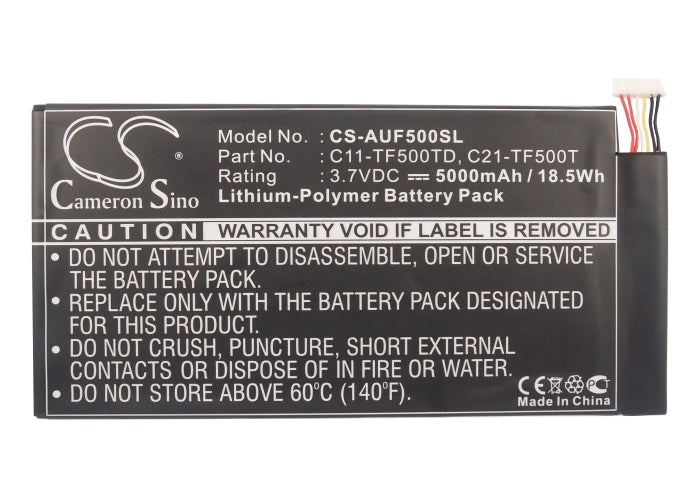 CS
Cameron Sino
®
Model No. : CS-AUF500SL
Part No. : C11-TF500TD, C21-TF500T
Rating : 3.7VDC ⎓ 5000mAh / 18.5Wh
Lithium-Polymer Battery Pack
CAUTION WARRANTY VOID IF LABEL IS REMOVED
• DO NOT ATTEMPT TO DISASSEMBLE, OPEN OR SERVICE
THE BATTERY PACK.
• REPLACE ONLY WITH THE BATTERY PACK DESIGNATED
FOR THIS PRODUCT.
• DO NOT CRUSH, PUNCTURE, SHORT EXTERNAL
CONTACTS OR DISPOSE OF IN FIRE OR WATER.
• DO NOT STORE ABOVE 60°C (140°F).
CE PCT
Made In China